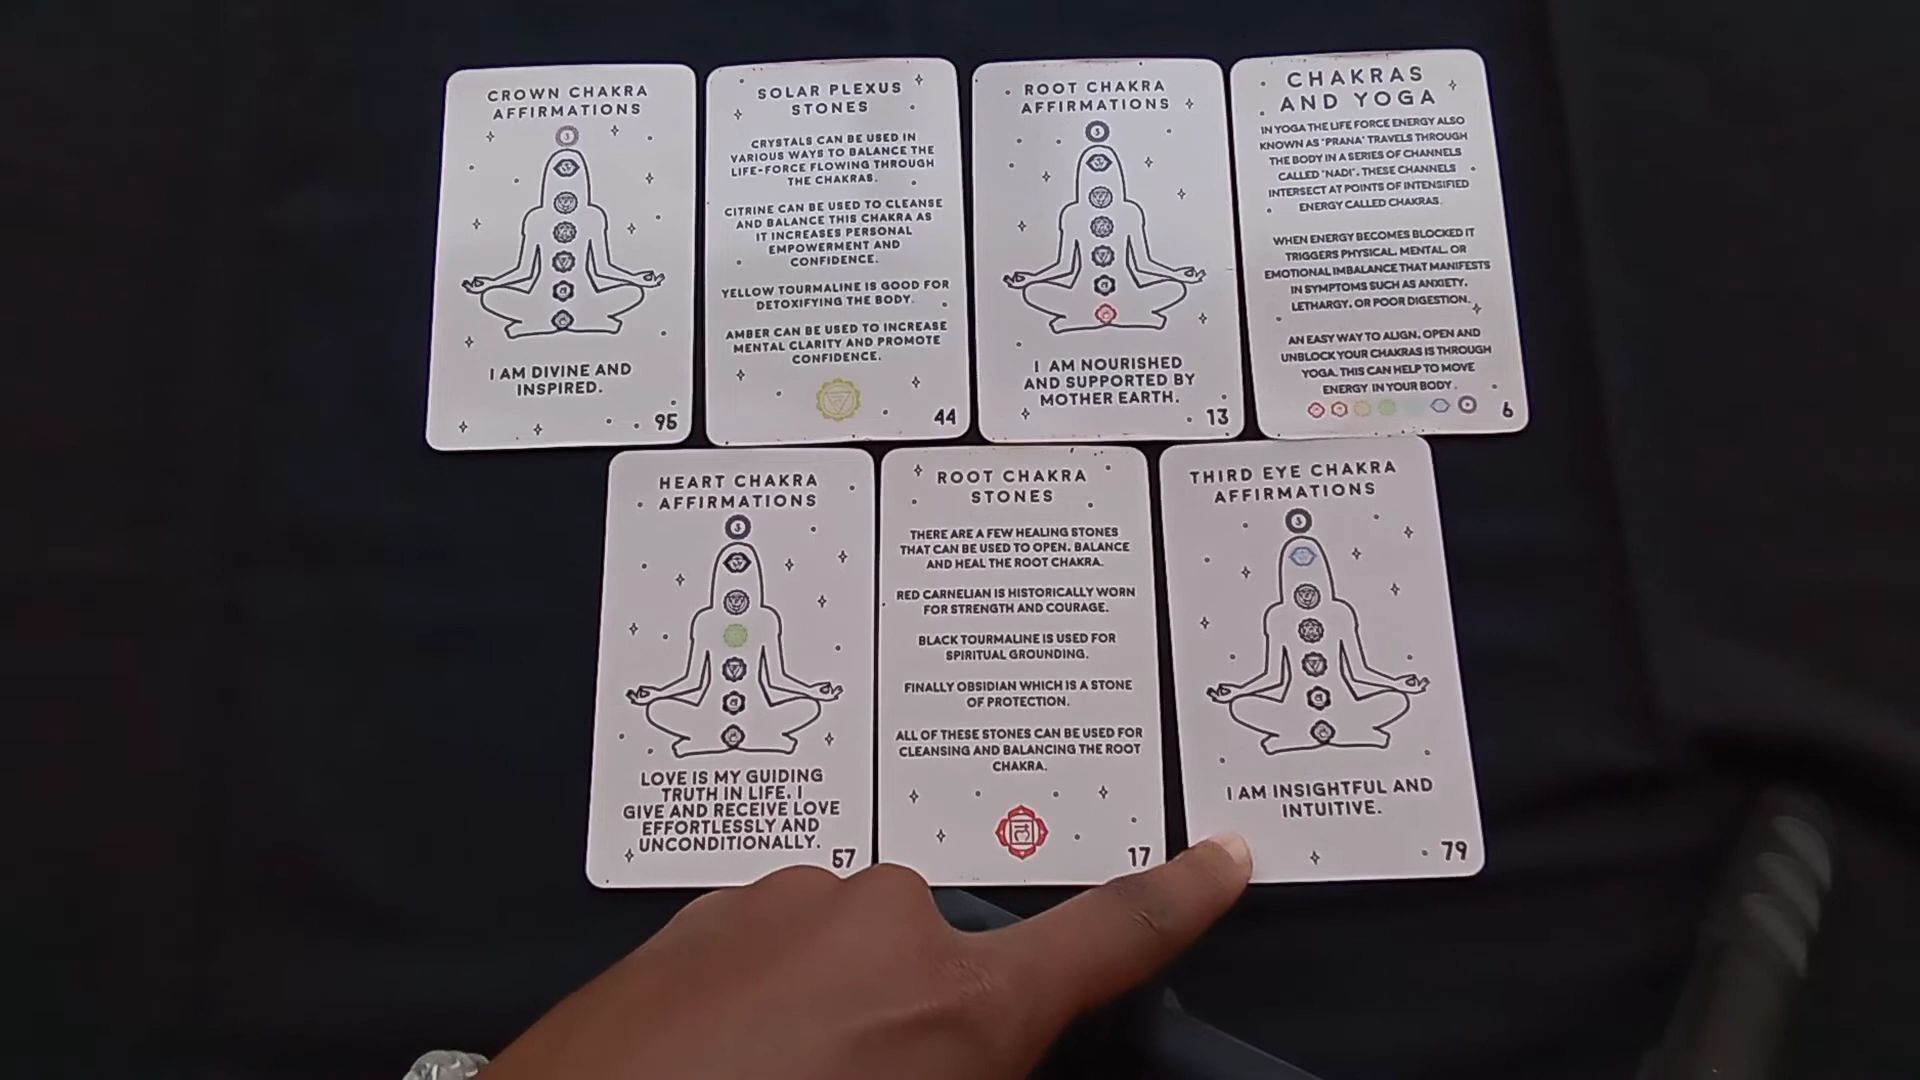 CROWN CHAKRA
AFFIRMATIONS
I AM DIVINE AND
INSPIRED.
95
SOLAR PLEXUS
STONES
CRYSTALS CAN BE USED IN
VARIOUS WAYS TO BALANCE THE
LIFE-FORCE FLOWING THROUGH
THE CHAKRAS.
CITRINE CAN BE USED TO CLEANSE
AND BALANCE THIS CHAKRA AS
IT INCREASES PERSONAL
EMPOWERMENT AND
CONFIDENCE.
YELLOW TOURMALINE IS GOOD FOR
DETOXIFYING THE BODY.
AMBER CAN BE USED TO INCREASE
MENTAL CLARITY AND PROMOTE
CONFIDENCE.
44
ROOT CHAKRA
AFFIRMATIONS
I AM NOURISHED
AND SUPPORTED BY
MOTHER EARTH.
13
CHAKRAS
AND YOGA
IN YOGA THE LIFE FORCE ENERGY ALSO
KNOWN AS 'PRANA' TRAVELS THROUGH
THE BODY IN A SERIES OF CHANNELS
CALLED 'NADI'. THESE CHANNELS
INTERSECT AT POINTS OF INTENSIFIED
ENERGY CALLED CHAKRAS.
WHEN ENERGY BECOMES BLOCKED IT
TRIGGERS PHYSICAL, MENTAL, OR
EMOTIONAL IMBALANCE THAT MANIFESTS
IN SYMPTOMS SUCH AS ANXIETY,
LETHARGY, OR POOR DIGESTION.
AN EASY WAY TO ALIGN, OPEN AND
UNBLOCK YOUR CHAKRAS IS THROUGH
YOGA. THIS CAN HELP TO MOVE
ENERGY IN YOUR BODY.
6
HEART CHAKRA
AFFIRMATIONS
LOVE IS MY GUIDING
TRUTH IN LIFE. I
GIVE AND RECEIVE LOVE
EFFORTLESSLY AND
UNCONDITIONALLY.
57
ROOT CHAKRA
STONES
THERE ARE A FEW HEALING STONES
THAT CAN BE USED TO OPEN, BALANCE
AND HEAL THE ROOT CHAKRA.
RED CARNELIAN IS HISTORICALLY WORN
FOR STRENGTH AND COURAGE.
BLACK TOURMALINE IS USED FOR
SPIRITUAL GROUNDING.
FINALLY OBSIDIAN WHICH IS A STONE
OF PROTECTION.
ALL OF THESE STONES CAN BE USED FOR
CLEANSING AND BALANCING THE ROOT
CHAKRA.
17
THIRD EYE CHAKRA
AFFIRMATIONS
I AM INSIGHTFUL AND
INTUITIVE.
79